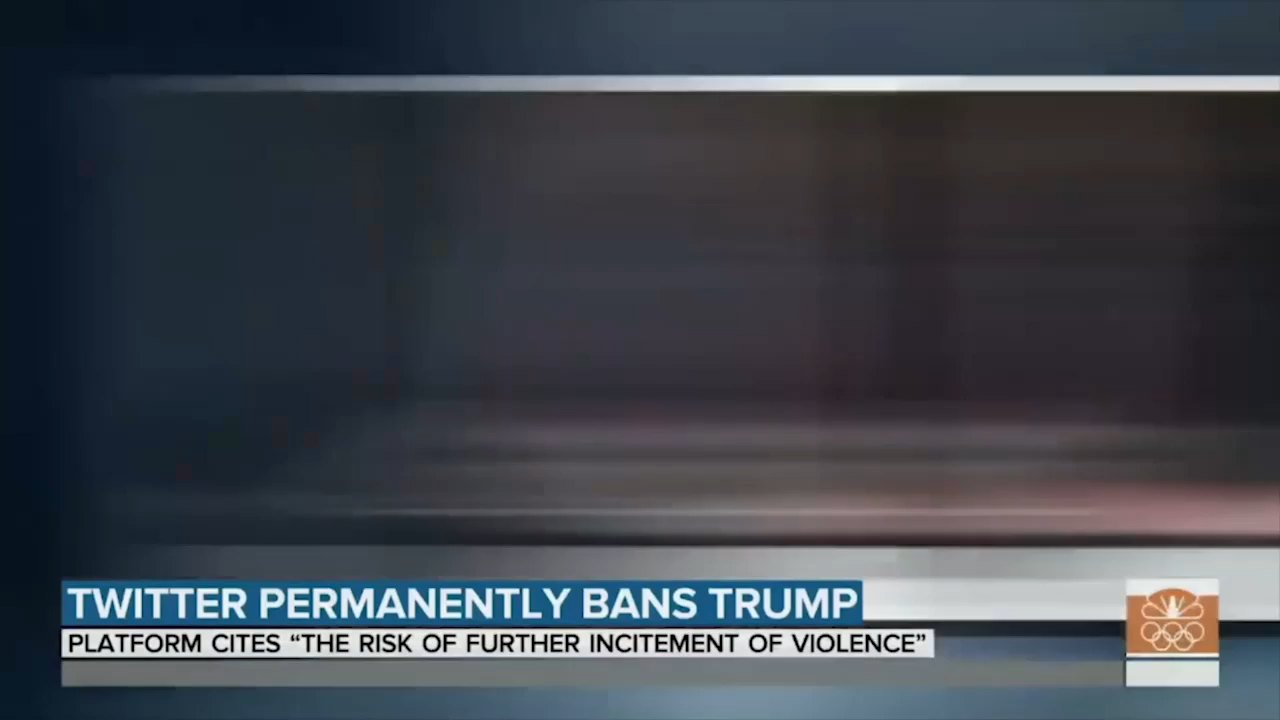 TWITTER PERMANENTLY BANS TRUMP
PLATFORM CITES “THE RISK OF FURTHER INCITEMENT OF VIOLENCE”